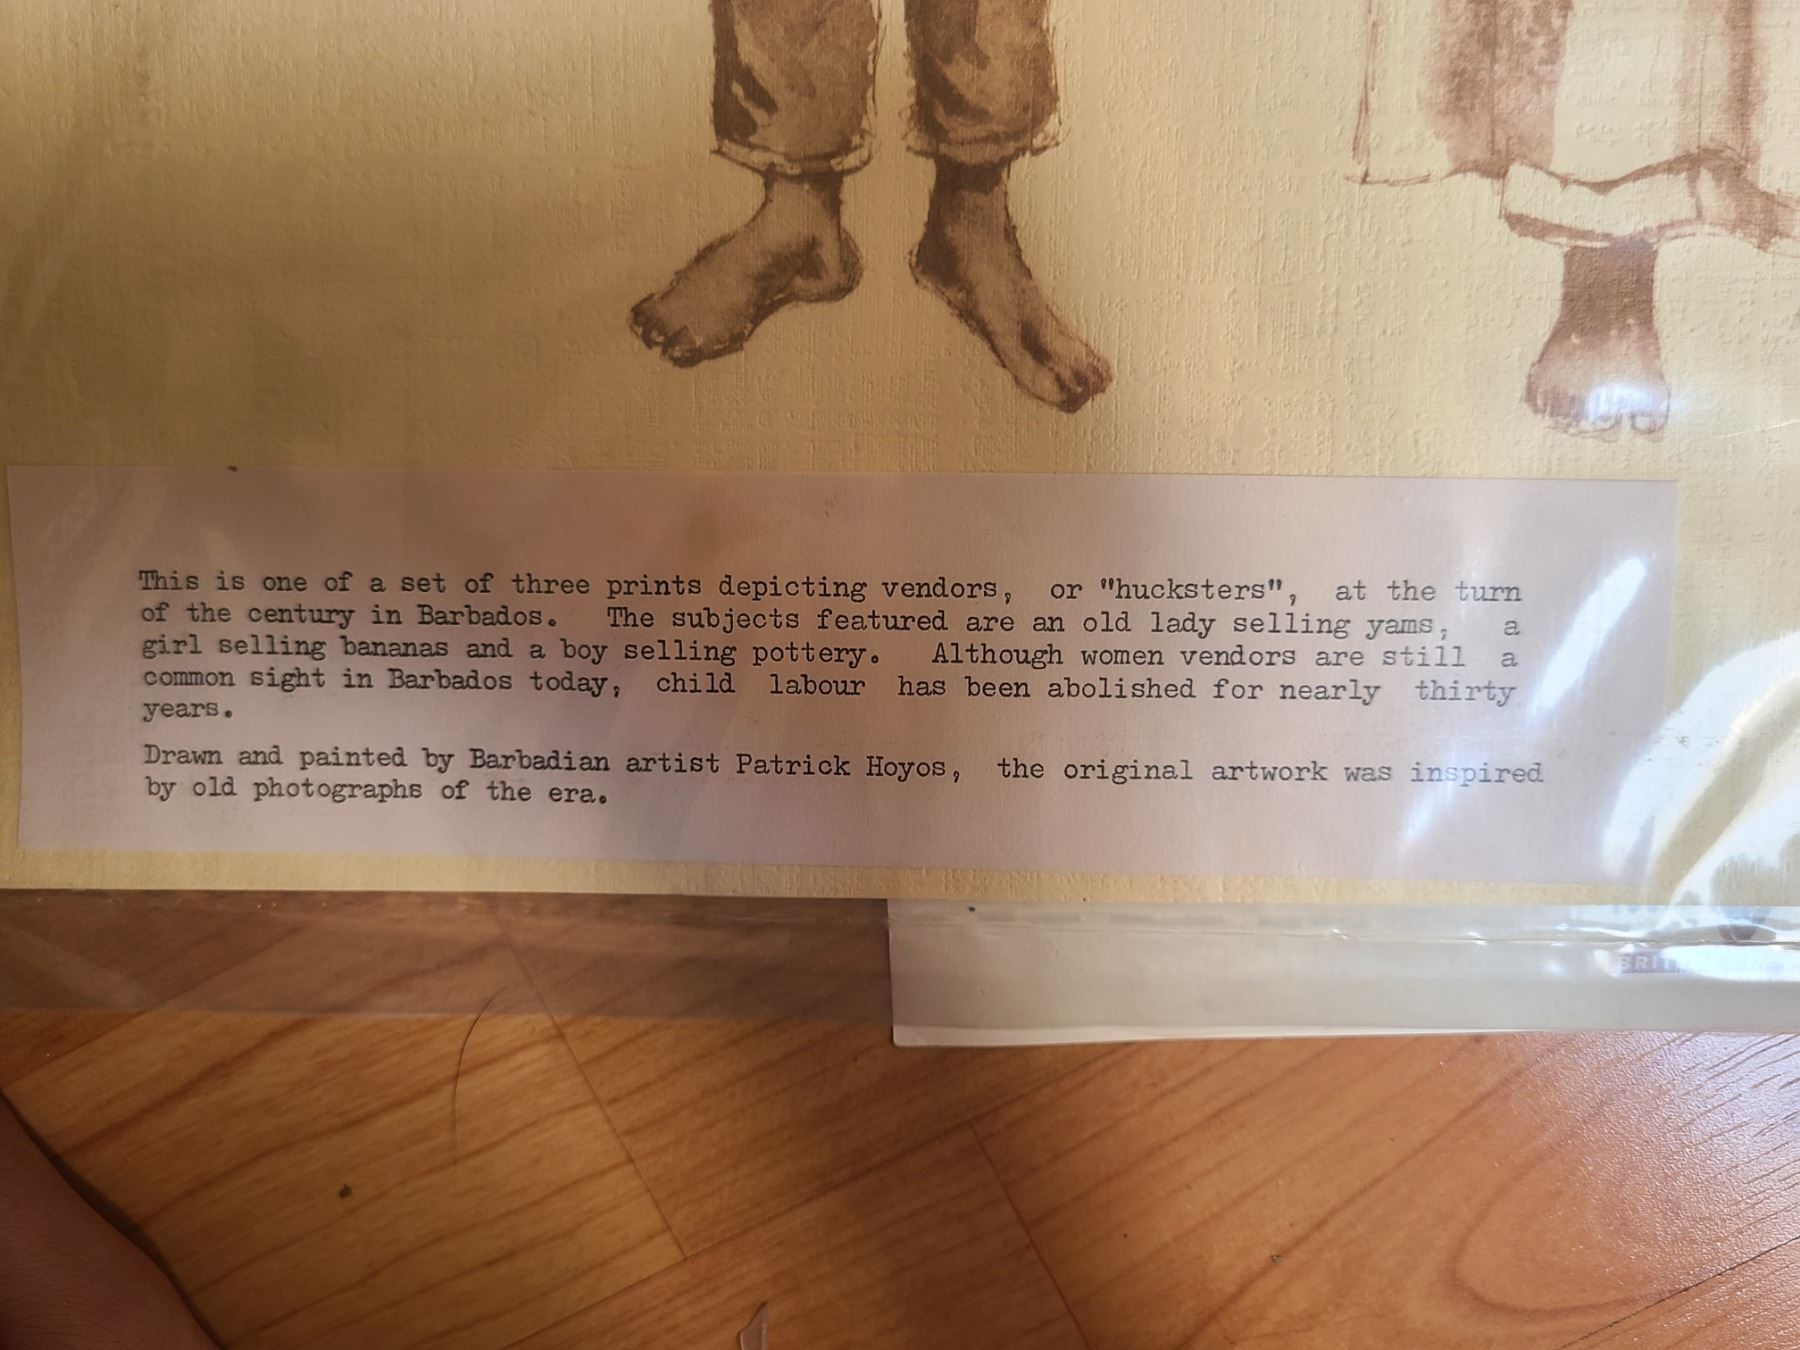 This is one of a set of three prints depicting vendors, or "hucksters", at the turn
of the century in Barbados. The subjects featured are an old lady selling yams, a
girl selling bananas and a boy selling pottery. Although women vendors are still a
common sight in Barbados today, child labour has been abolished for nearly thirty
years.
Drawn and painted by Barbadian artist Patrick Hoyos, the original artwork was inspired
by old photographs of the era.